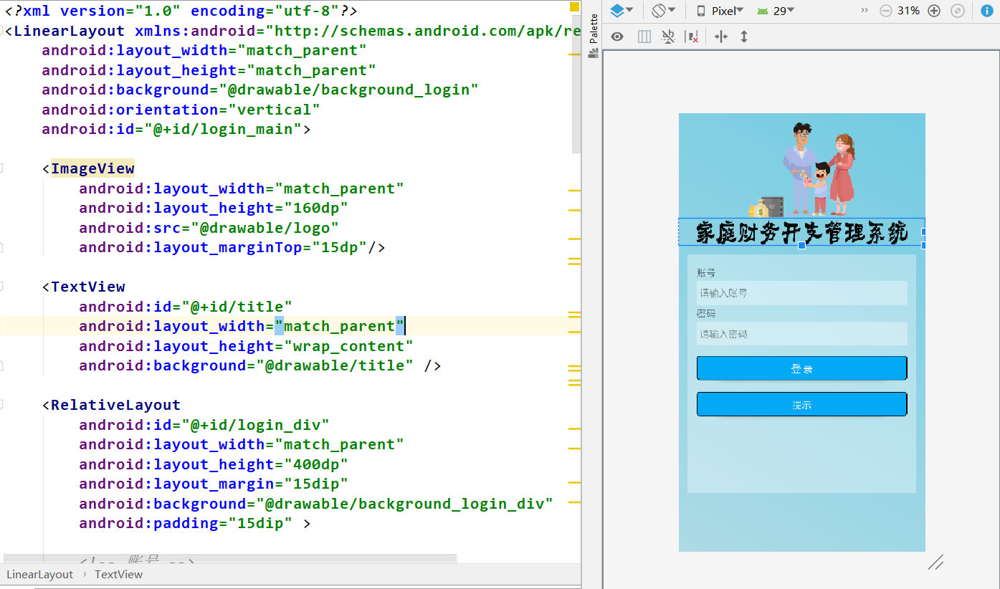 <?xml version="1.0" encoding="utf-8"?>
<LinearLayout xmlns:android="http://schemas.android.com/apk/re
android:layout_width="match_parent"
android:layout_height="match_parent"
android:background="@drawable/background_login"
android:orientation="vertical"
android:id="@+id/login_main">
<ImageView
android:layout_width="match_parent"
android:layout_height="160dp"
android:src="@drawable/logo"
android:layout_marginTop="15dp"/>
<TextView
android:id="@+id/title"
android:layout_width="match_parent"
android:layout_height="wrap_content"
android:background="@drawable/title" />
<RelativeLayout
android:id="@+id/login_div"
android:layout_width="match_parent"
android:layout_height="400dp"
android:layout_margin="15dip"
android:background="@drawable/background_login_div"
android:padding="15dip" >
<!-- 账号 -->
LinearLayout › TextView
Palette
Pixel
29
31%
家庭财务开支管理系统
账号
请输入账号
密码
请输入密码
登录
提示